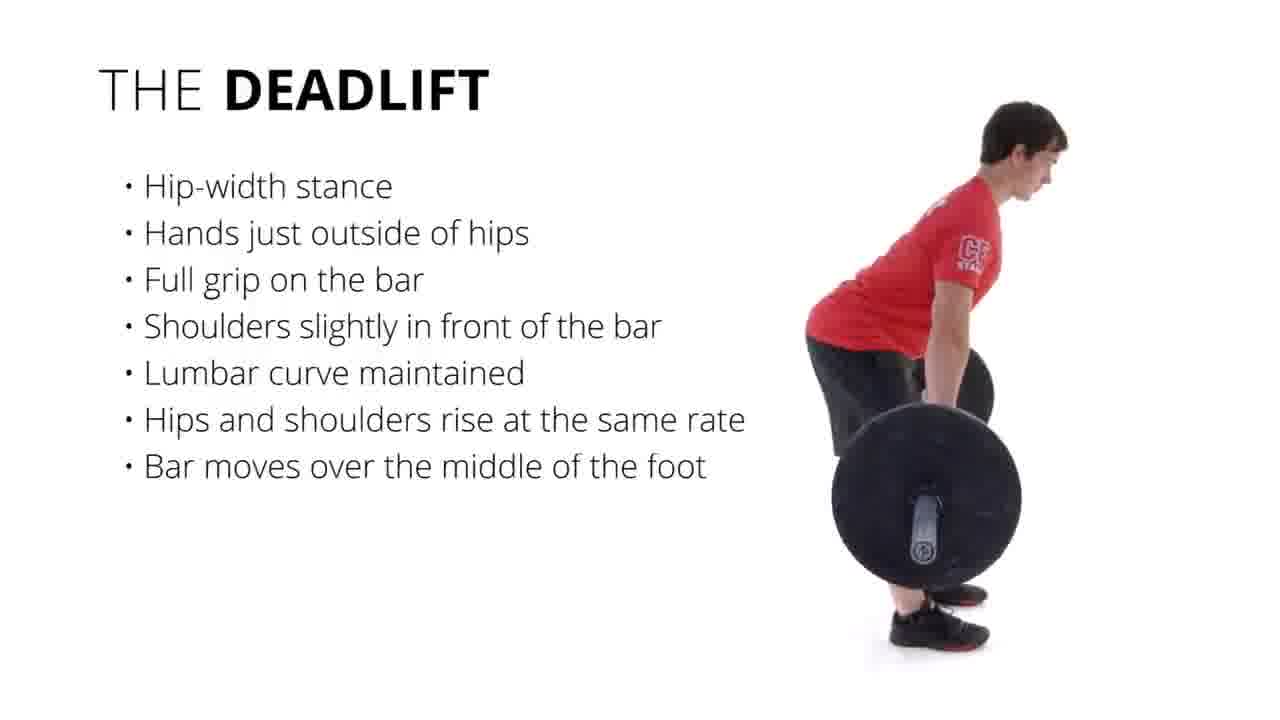 THE DEADLIFT
• Hip-width stance
• Hands just outside of hips
• Full grip on the bar
• Shoulders slightly in front of the bar
• Lumbar curve maintained
• Hips and shoulders rise at the same rate
• Bar moves over the middle of the foot
CF